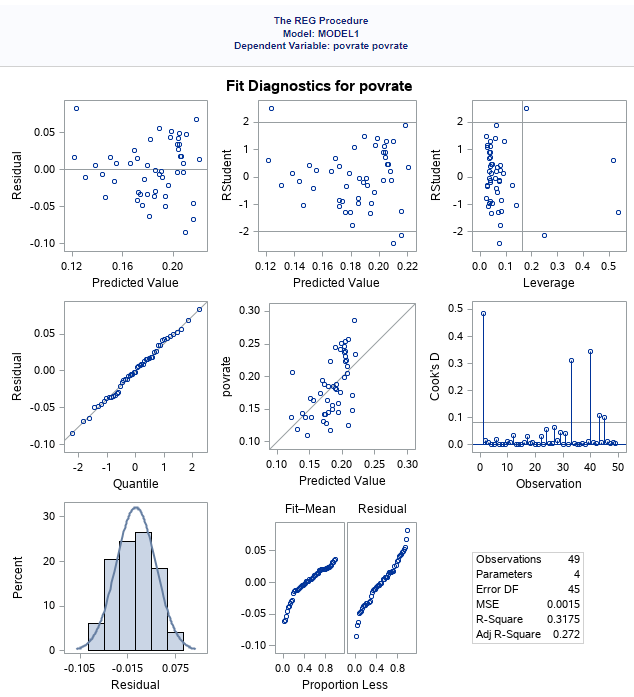 The REG Procedure
Model: MODEL1
Dependent Variable: povrate povrate
Fit Diagnostics for povrate
Residual
0.05
0.00
-0.05
-0.10
0.12 0.16 0.20
Predicted Value
RStudent
2
1
0
-1
-2
0.12 0.14 0.16 0.18 0.20 0.22
Predicted Value
RStudent
2
1
0
-1
-2
0.0 0.1 0.2 0.3 0.4 0.5
Leverage
Residual
0.05
0.00
-0.05
-0.10
-2 -1 0 1 2
Quantile
povrate
0.30
0.25
0.20
0.15
0.10
0.10 0.15 0.20 0.25 0.30
Predicted Value
Cook's D
0.5
0.4
0.3
0.2
0.1
0.0
0 10 20 30 40 50
Observation
Percent
30
20
10
0
-0.105 -0.015 0.075
Residual
Fit–Mean Residual
0.05
0.00
-0.05
-0.10
0.0 0.4 0.8 0.0 0.4 0.8
Proportion Less
Observations 49
Parameters 4
Error DF 45
MSE 0.0015
R-Square 0.3175
Adj R-Square 0.272